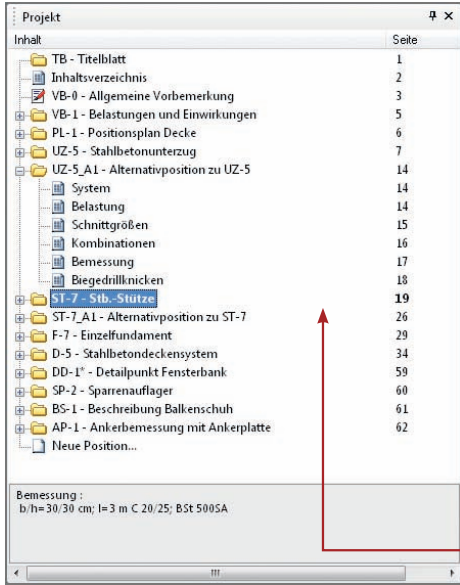 Projekt
Inhalt Seite
TB - Titelblatt 1
Inhaltsverzeichnis 2
VB-0 - Allgemeine Vorbemerkung 3
VB-1 - Belastungen und Einwirkungen 5
PL-1 - Positionsplan Decke 6
UZ-5 - Stahlbetonunterzug 7
UZ-5_A1 - Alternativposition zu UZ-5 14
System 14
Belastung 14
Schnittgrößen 15
Kombinationen 16
Bemessung 17
Biegedrillknicken 18
ST-7 - Stb.-Stütze 19
ST-7_A1 - Alternativposition zu ST-7 26
F-7 - Einzelfundament 29
D-5 - Stahlbetondeckensystem 34
DD-1* - Detailpunkt Fensterbank 59
SP-2 - Sparrenauflager 60
BS-1 - Beschreibung Balkenschuh 61
AP-1 - Ankerbemessung mit Ankerplatte 62
Neue Position...
Bemessung :
b/h=30/30 cm; l=3 m C 20/25; BSt 500SA